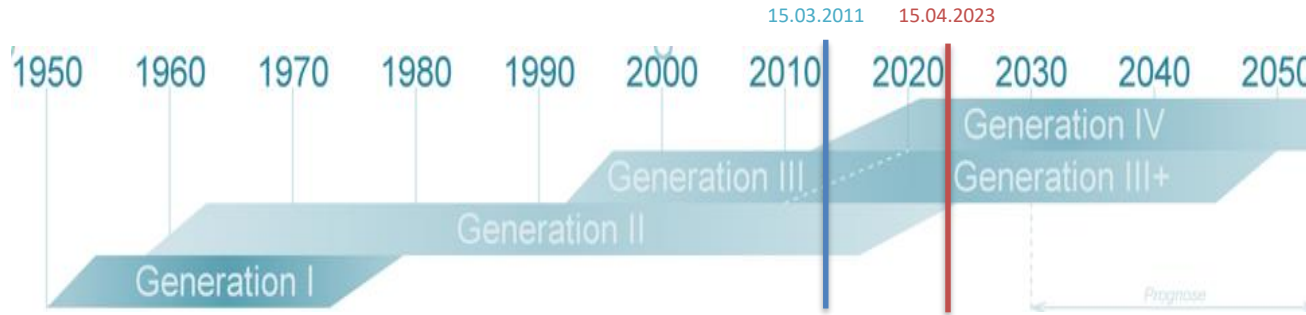 15.03.2011 15.04.2023
1950 1960 1970 1980 1990 2000 2010 2020 2030 2040 2050
Generation IV
Generation III Generation III+
Generation II
Generation I
Prognose